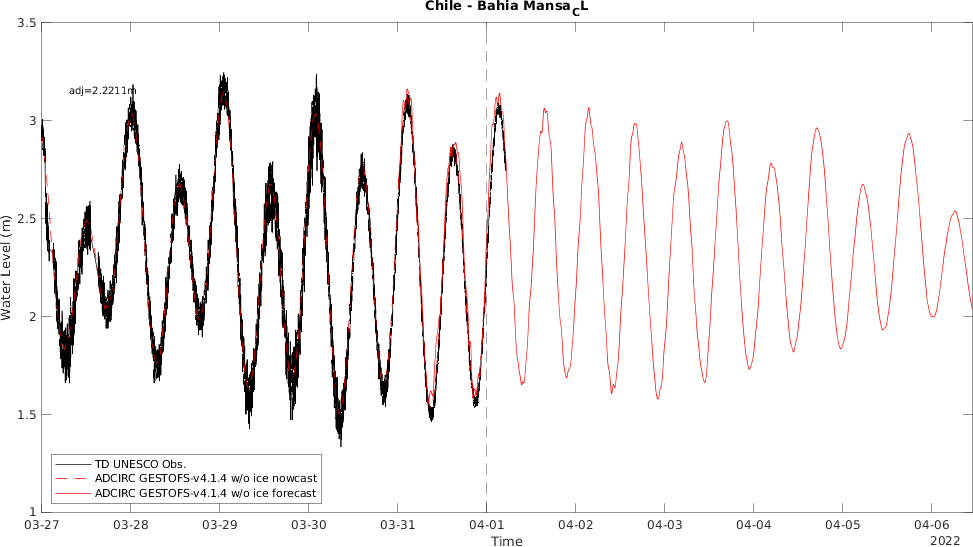 Chile - Bahia Mansa_CL
3.5
adj=2.2211m
3
2.5
Water Level (m)
2
1.5
TD UNESCO Obs.
ADCIRC GESTOFS-v4.1.4 w/o ice nowcast
ADCIRC GESTOFS-v4.1.4 w/o ice forecast
1
03-27 03-28 03-29 03-30 03-31 04-01 04-02 04-03 04-04 04-05 04-06
Time 2022